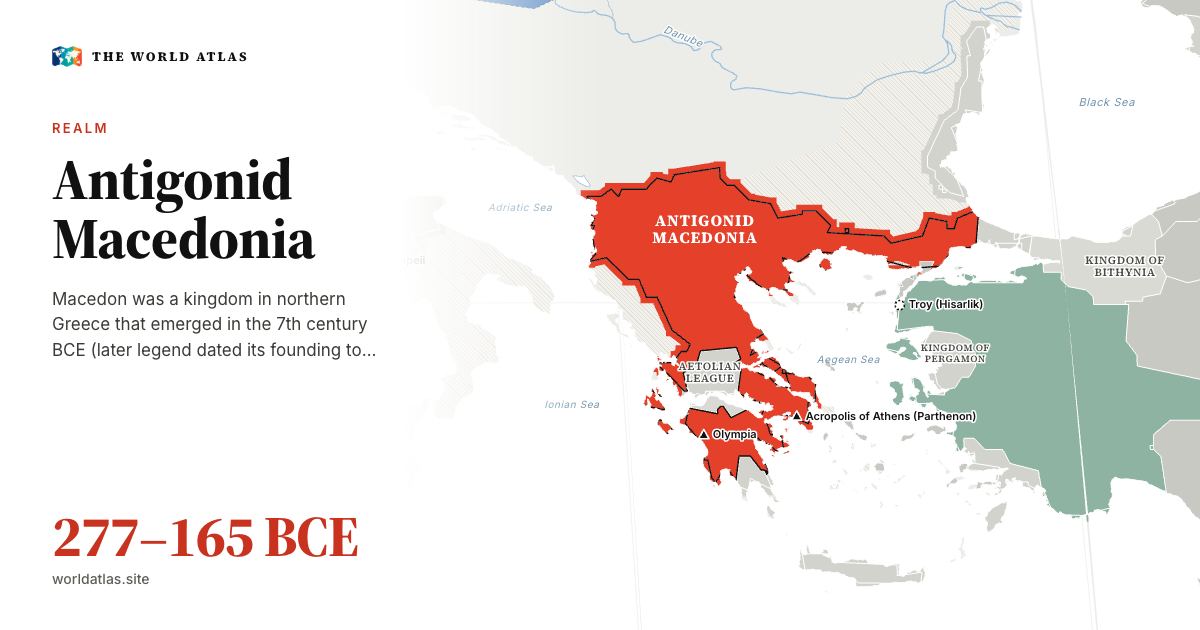 THE WORLD ATLAS
REALM
Antigonid
Macedonia
Macedon was a kingdom in northern
Greece that emerged in the 7th century
BCE (later legend dated its founding to...
277–165 BCE
worldatlas.site
Danube
Black Sea
Adriatic Sea
ANTIGONID
MACEDONIA
KINGDOM OF
BITHYNIA
Troy (Hisarlik)
KINGDOM OF
PERGAMON
Aegean Sea
AETOLIAN
LEAGUE
Ionian Sea
Acropolis of Athens (Parthenon)
Olympia